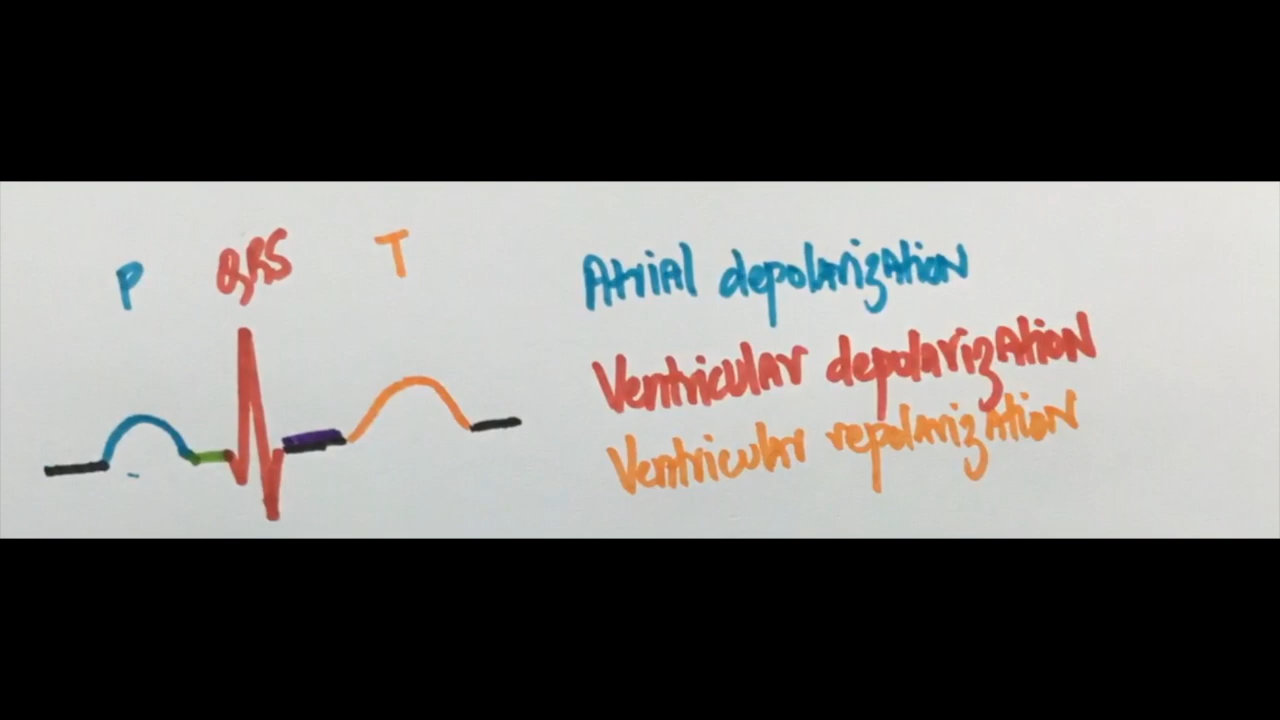 P QRS T
Atrial depolarization
Ventricular depolarization
Ventricular repolarization